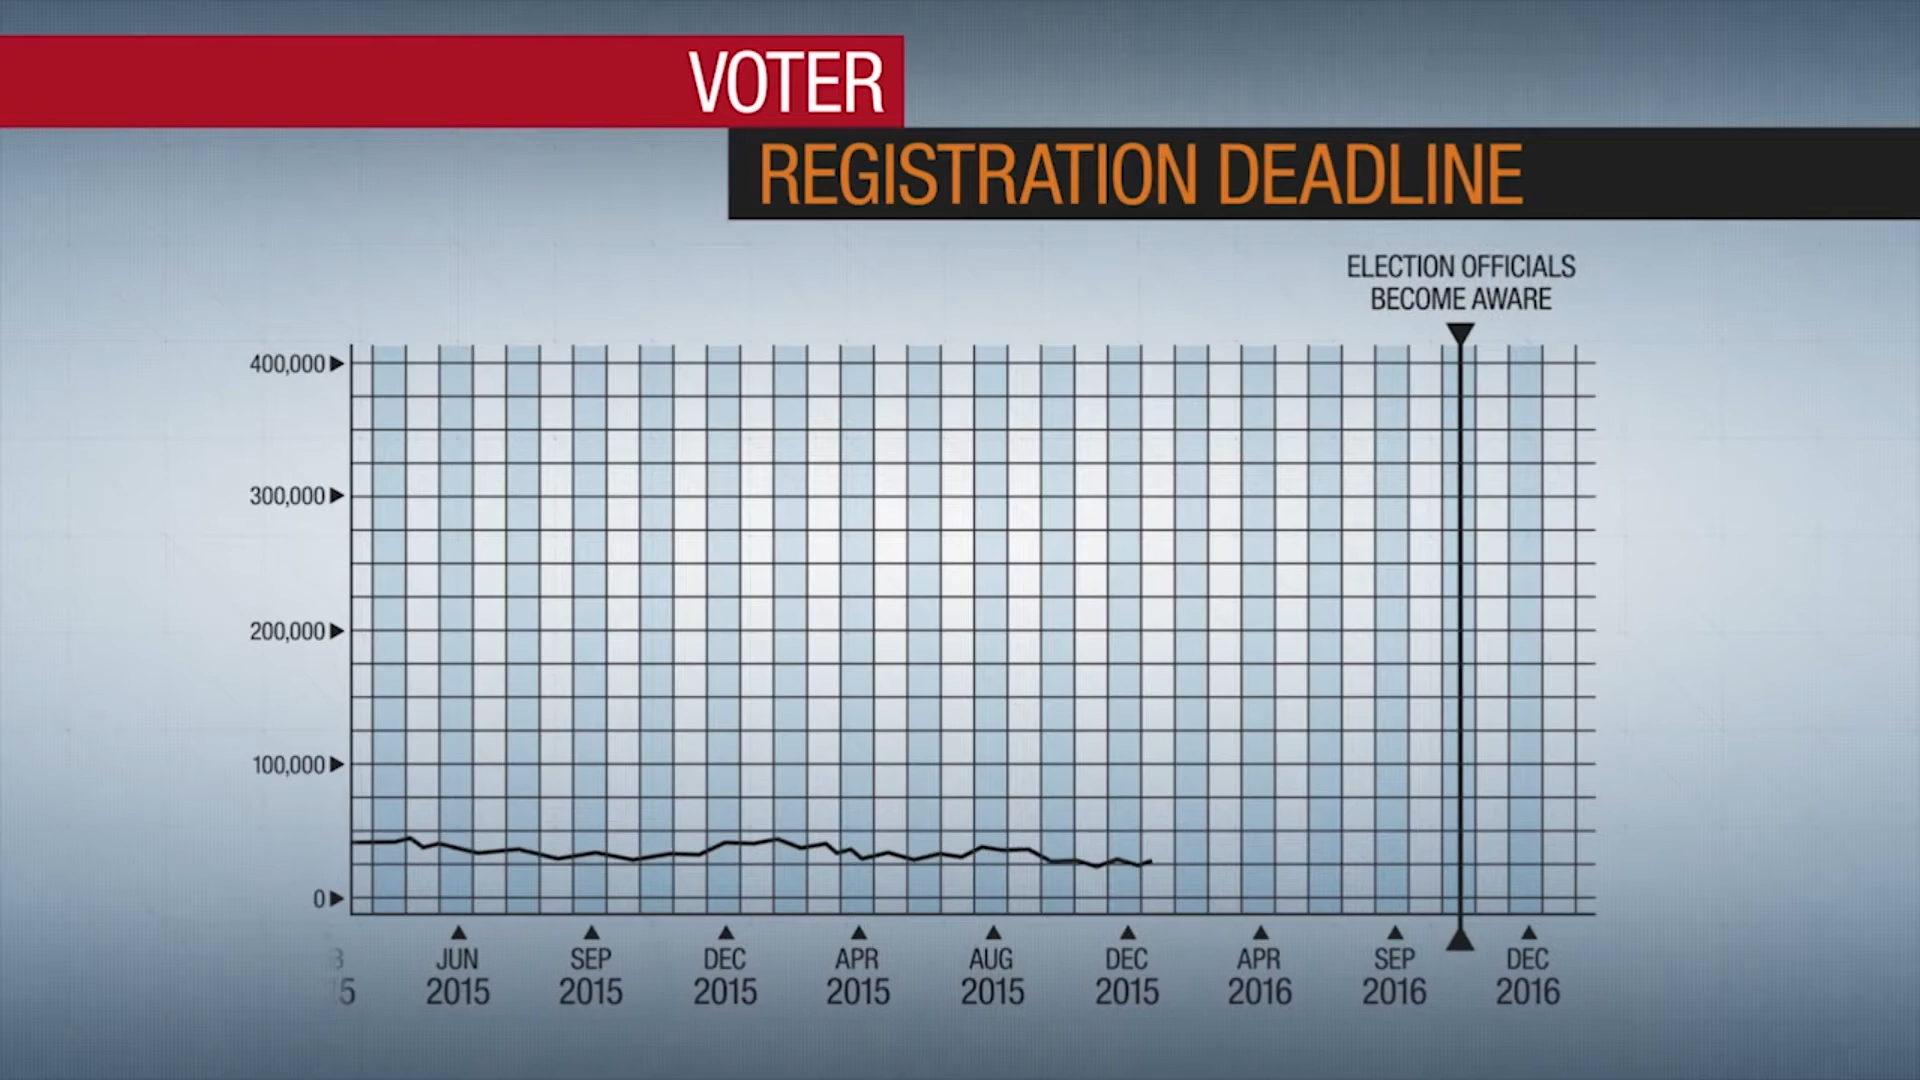 VOTER
REGISTRATION DEADLINE
ELECTION OFFICIALS
BECOME AWARE
400,000
300,000
200,000
100,000
0
JUN SEP DEC APR AUG DEC APR SEP DEC
5 2015 2015 2015 2015 2015 2015 2016 2016 2016